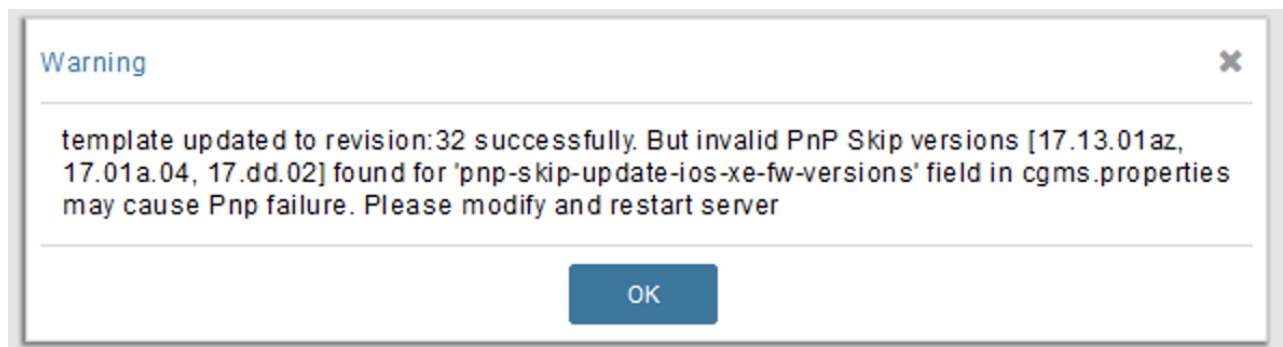 Warning
template updated to revision:32 successfully. But invalid PnP Skip versions [17.13.01az,
17.01a.04, 17.dd.02] found for 'pnp-skip-update-ios-xe-fw-versions' field in cgms.properties
may cause Pnp failure. Please modify and restart server
OK